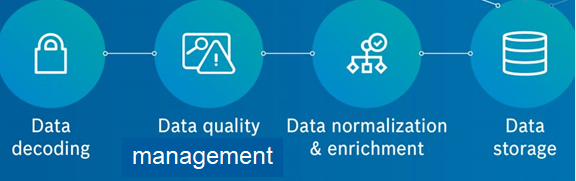 Data
decoding
Data quality
management
Data normalization
& enrichment
Data
storage